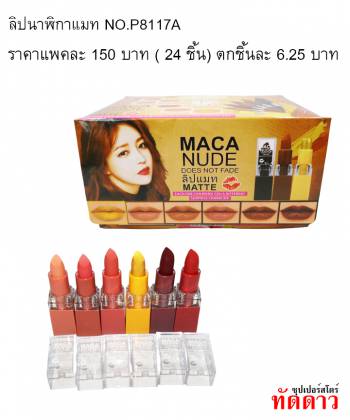 ลิปนาพิกาแมท NO.P8117A
ราคาแพคละ 150 บาท ( 24 ชิ้น) ตกชิ้นละ 6.25 บาท
MACA
NUDE
DOES NOT FADE
ลิปแมท
MATTE
ซุปเปอร์สโตร์
ทัดดาว